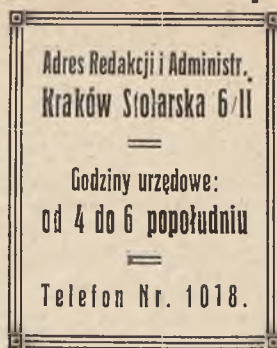 Adres Redakcji i Administr.
Kraków Stolarska 6/II
Godziny urzędowe:
od 4 do 6 popołudniu
Telefon Nr. 1018.